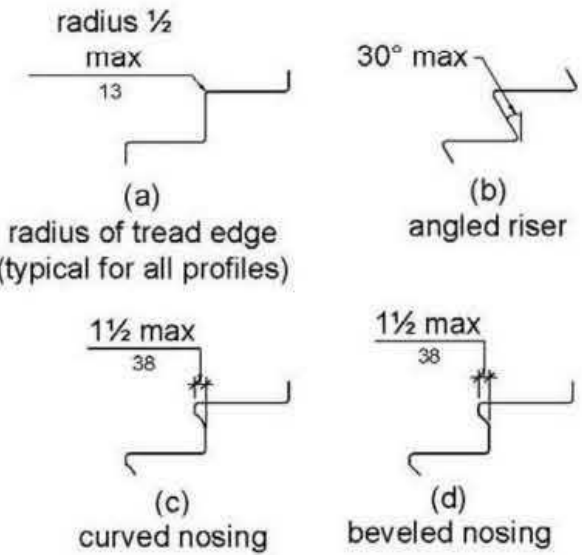 radius ½
max
13
(a)
radius of tread edge
(typical for all profiles)
30° max
(b)
angled riser
1½ max
38
(c)
curved nosing
1½ max
38
(d)
beveled nosing